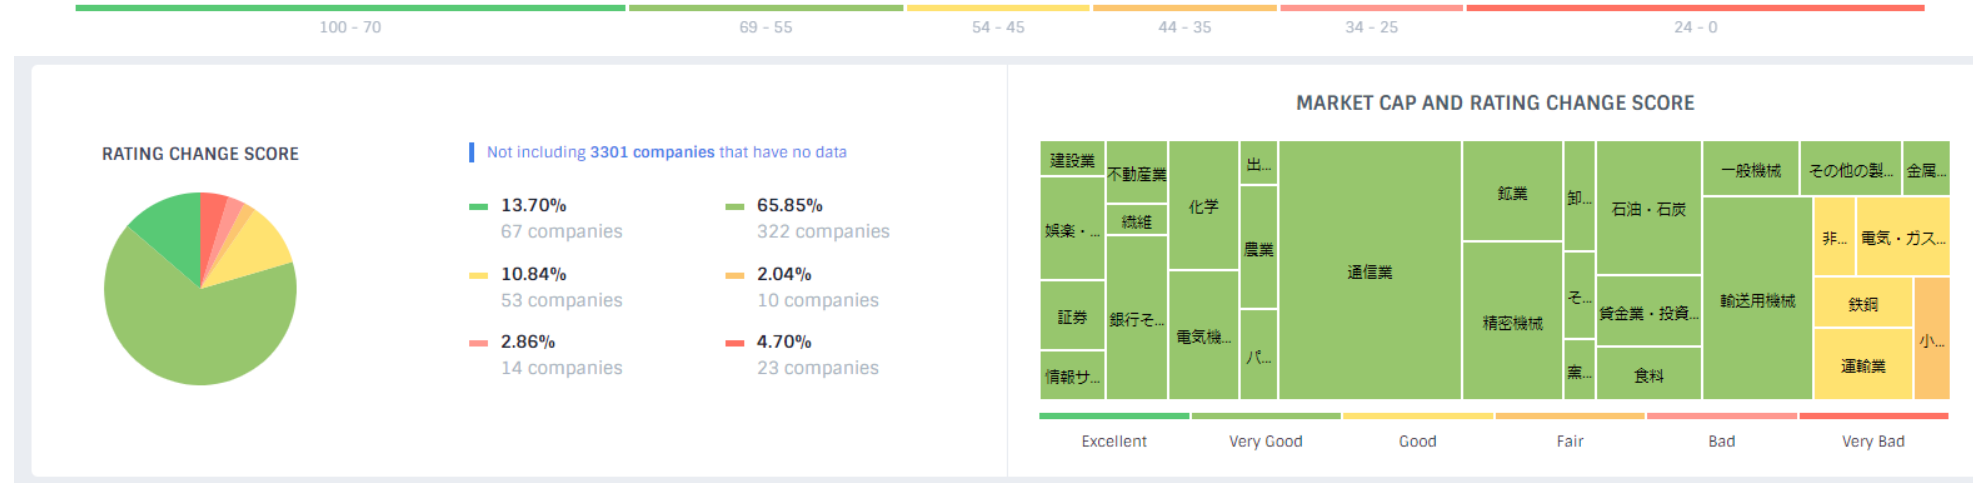 100 - 70
69 - 55
54 - 45
44 - 35
34 - 25
24 - 0
RATING CHANGE SCORE
Not including 3301 companies that have no data
13.70%
67 companies
65.85%
322 companies
10.84%
53 companies
2.04%
10 companies
2.86%
14 companies
4.70%
23 companies
MARKET CAP AND RATING CHANGE SCORE
建設業
娯楽・...
証券
情報サ...
不動産業
繊維
銀行そ...
化学
電気機...
出...
農業
パ...
通信業
鉱業
精密機械
卸...
そ...
窯...
石油・石炭
貸金業・投資...
食料
一般機械
輸送用機械
その他の製...
金属...
非...
電気・ガス...
鉄鋼
運輸業
小...
Excellent
Very Good
Good
Fair
Bad
Very Bad